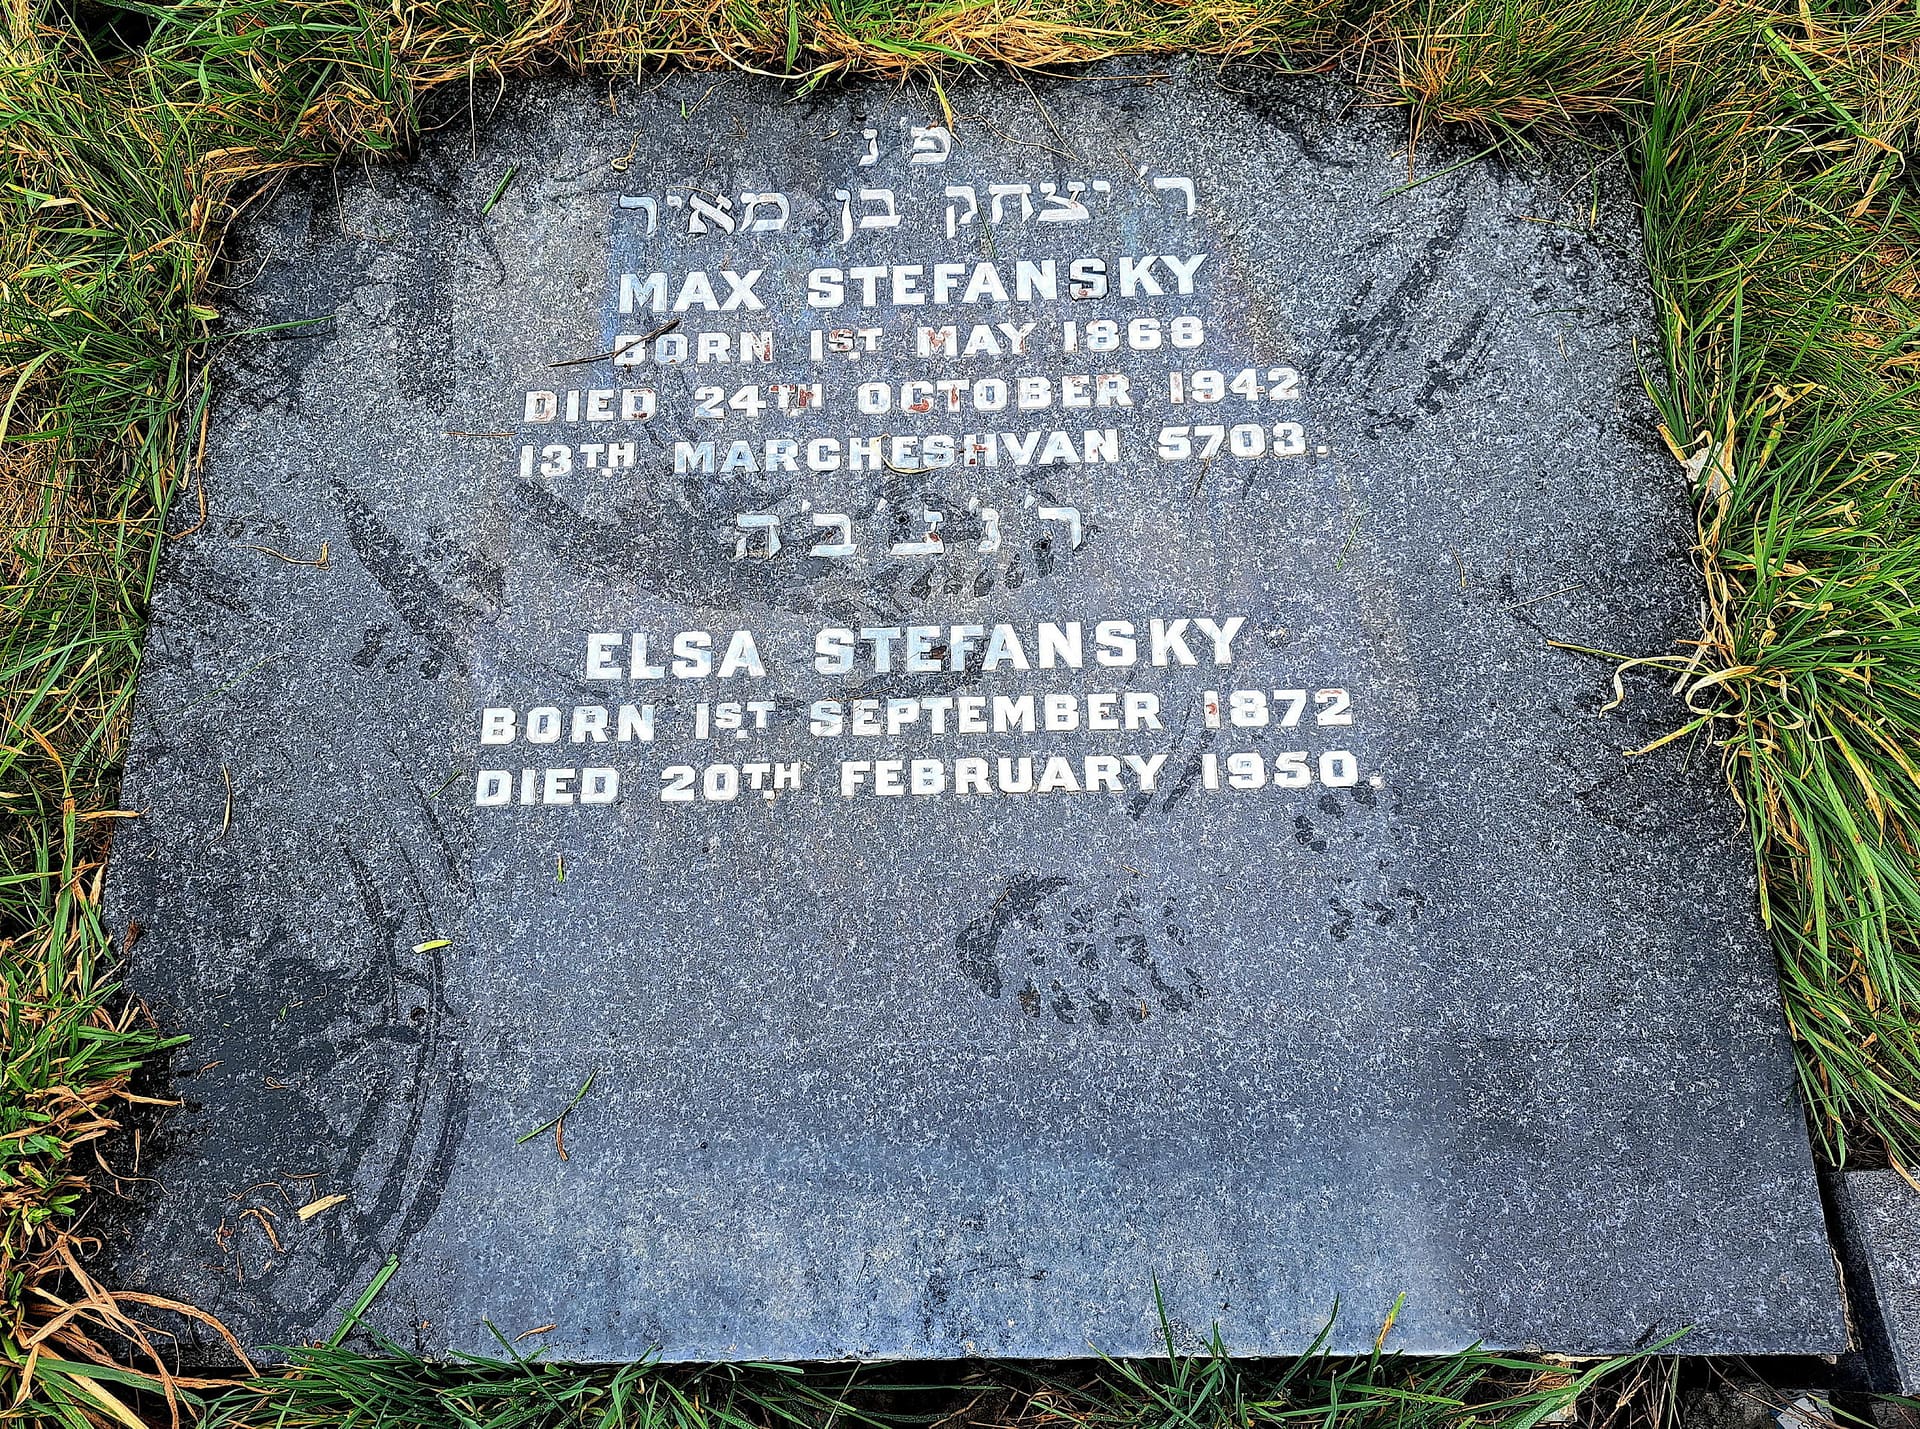 פ׳ נ
ר׳ יצחק בן מאיר
MAX STEFANSKY
BORN 1ST MAY 1868
DIED 24TH OCTOBER 1942
13TH MARCHESHVAN 5703.
ת׳נ׳צ׳ב׳ה
ELSA STEFANSKY
BORN 1ST SEPTEMBER 1872
DIED 20TH FEBRUARY 1950.